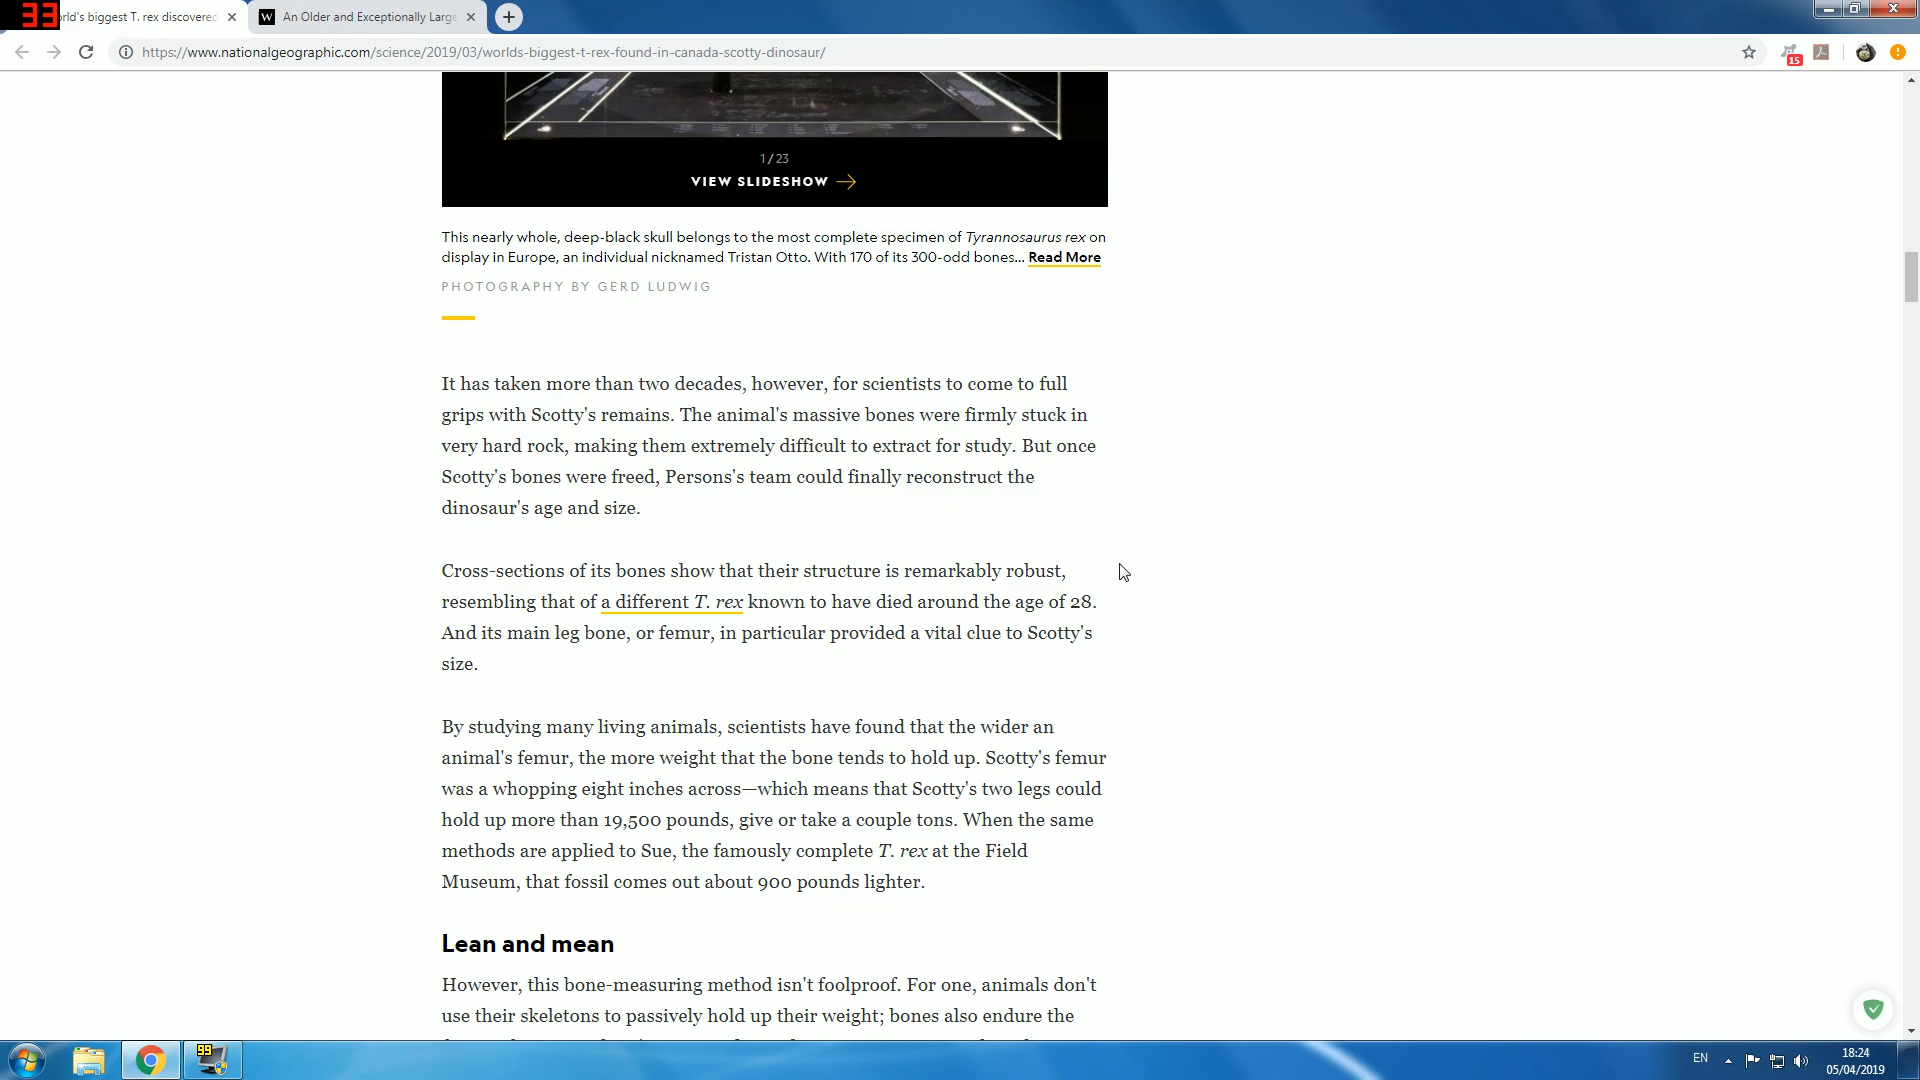 33
orld's biggest T. rex discovered
W An Older and Exceptionally Large
https://www.nationalgeographic.com/science/2019/03/worlds-biggest-t-rex-found-in-canada-scotty-dinosaur/
15
1/23
VIEW SLIDESHOW
This nearly whole, deep-black skull belongs to the most complete specimen of Tyrannosaurus rex on
display in Europe, an individual nicknamed Tristan Otto. With 170 of its 300-odd bones... Read More
PHOTOGRAPHY BY GERD LUDWIG
It has taken more than two decades, however, for scientists to come to full
grips with Scotty's remains. The animal's massive bones were firmly stuck in
very hard rock, making them extremely difficult to extract for study. But once
Scotty's bones were freed, Persons's team could finally reconstruct the
dinosaur's age and size.
Cross-sections of its bones show that their structure is remarkably robust,
resembling that of a different T. rex known to have died around the age of 28.
And its main leg bone, or femur, in particular provided a vital clue to Scotty's
size.
By studying many living animals, scientists have found that the wider an
animal's femur, the more weight that the bone tends to hold up. Scotty's femur
was a whopping eight inches across—which means that Scotty's two legs could
hold up more than 19,500 pounds, give or take a couple tons. When the same
methods are applied to Sue, the famously complete T. rex at the Field
Museum, that fossil comes out about 900 pounds lighter.
Lean and mean
However, this bone-measuring method isn't foolproof. For one, animals don't
use their skeletons to passively hold up their weight; bones also endure the
99
EN
18:24
05/04/2019